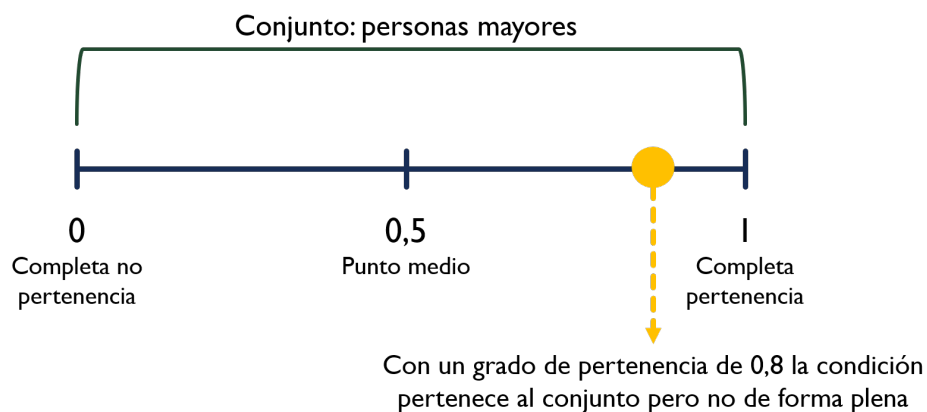 Conjunto: personas mayores
0
Completa no
pertenencia
0,5
Punto medio
1
Completa
pertenencia
Con un grado de pertenencia de 0,8 la condición
pertenece al conjunto pero no de forma plena